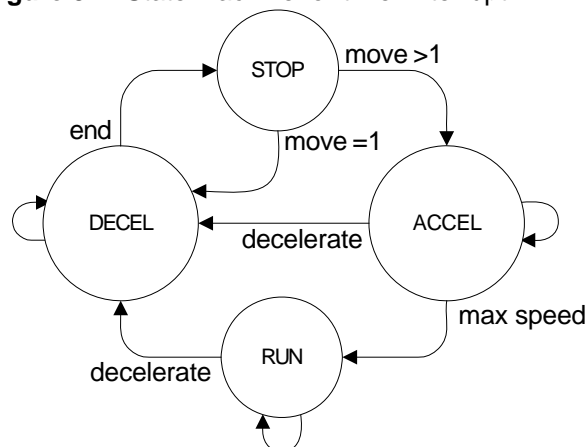 STOP
move >1
end
move =1
DECEL
ACCEL
decelerate
max speed
RUN
decelerate